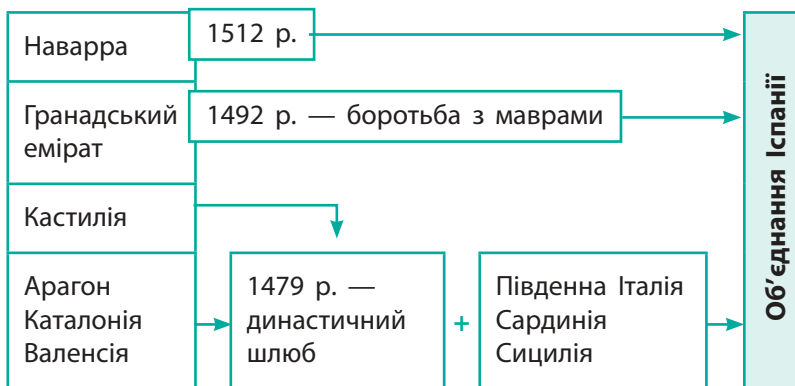 Наварра
1512 р.
Гранадський
емірат
1492 р. — боротьба з маврами
Кастилія
Арагон
Каталонія
Валенсія
1479 р. —
династичний
шлюб
+
Південна Італія
Сардинія
Сицилія
Об’єднання Іспанії